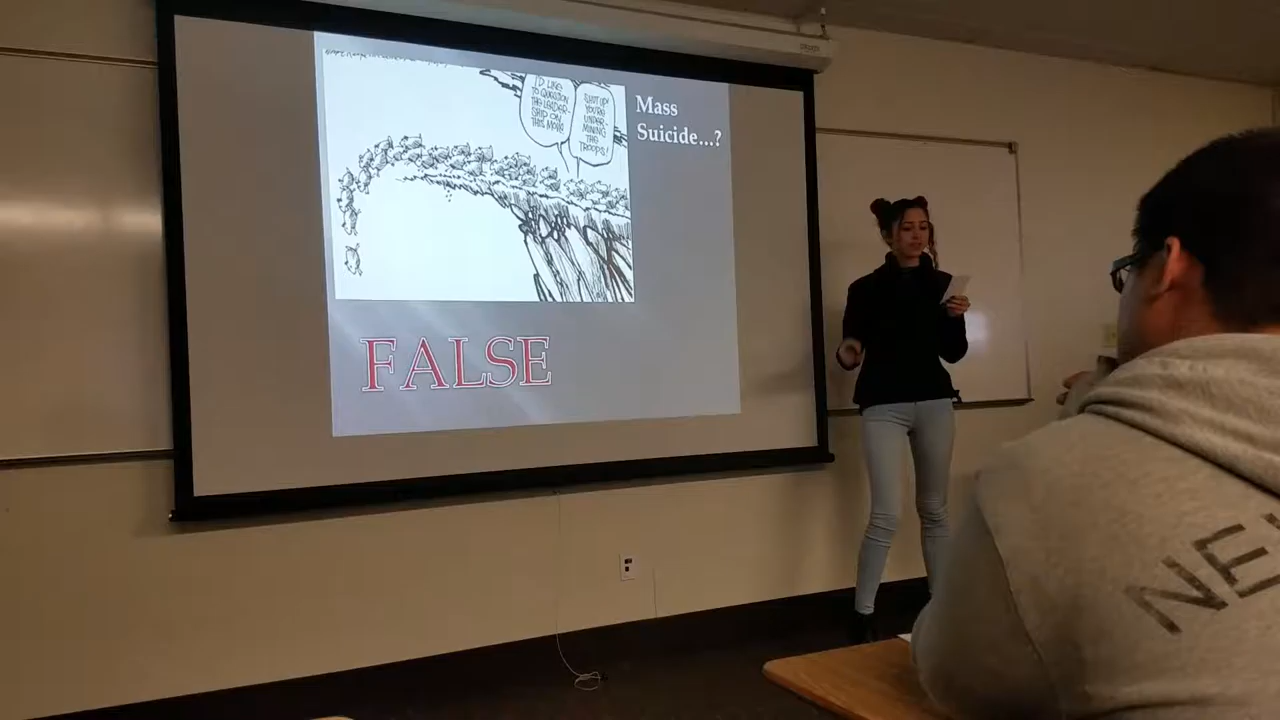 I'D LIKE
TO QUESTION
THE LEADER-
SHIP ON
THIS MOVE
SHUT UP!
YOU'RE
UNDER-
MINING
THE
TROOPS!
Mass
Suicide...?
FALSE
NE